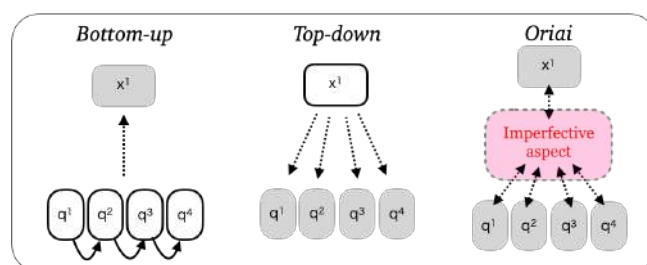 Bottom-up
Top-down
Oriai
x¹
x¹
x¹
Imperfective
aspect
q¹ q² q³ q⁴
q¹ q² q³ q⁴
q¹ q² q³ q⁴